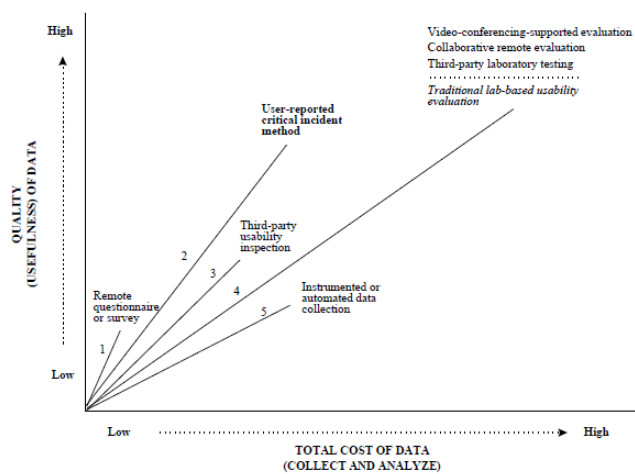 High
Video-conferencing-supported evaluation
Collaborative remote evaluation
Third-party laboratory testing
Traditional lab-based usability
evaluation
User-reported
critical incident
method
QUALITY
(USEFULNESS) OF DATA
Third-party
usability
inspection
2
3
4
Remote
questionnaire
or survey
Instrumented or
automated data
collection
1
5
Low
Low
High
TOTAL COST OF DATA
(COLLECT AND ANALYZE)